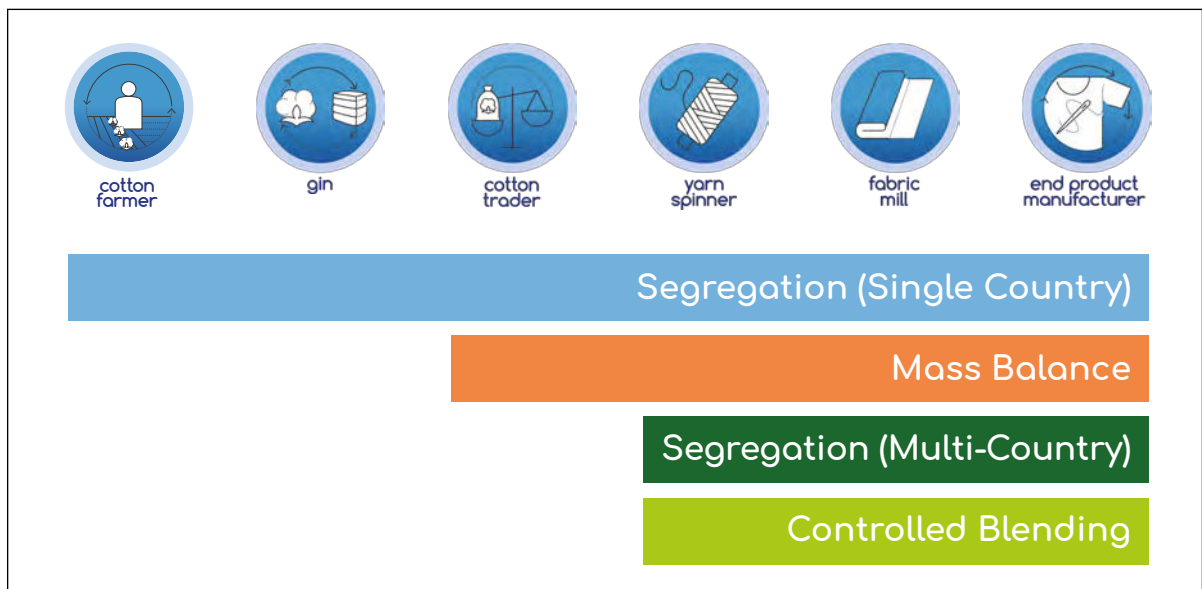 cotton
farmer
gin
cotton
trader
yarn
spinner
fabric
mill
end product
manufacturer
Segregation (Single Country)
Mass Balance
Segregation (Multi-Country)
Controlled Blending